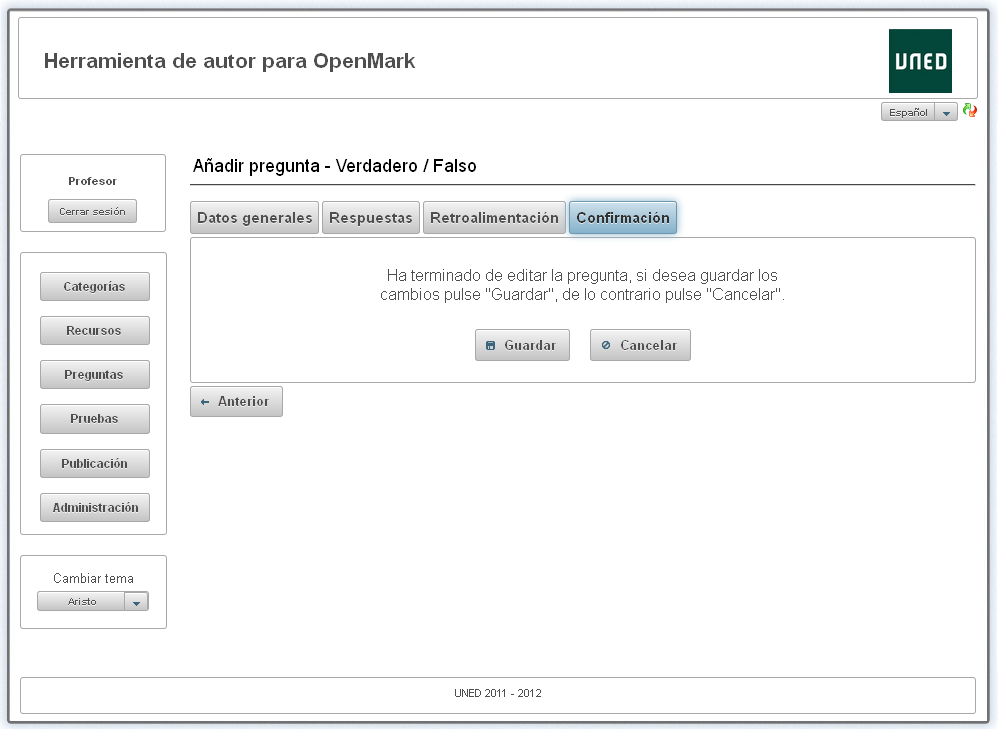 Herramienta de autor para OpenMark
UNED
Español
Profesor
Cerrar sesión
Categorías
Recursos
Preguntas
Pruebas
Publicación
Administración
Cambiar tema
Aristo
Añadir pregunta - Verdadero / Falso
Datos generales
Respuestas
Retroalimentación
Confirmación
Ha terminado de editar la pregunta, si desea guardar los
cambios pulse "Guardar", de lo contrario pulse "Cancelar".
Guardar
Cancelar
Anterior
UNED 2011 - 2012